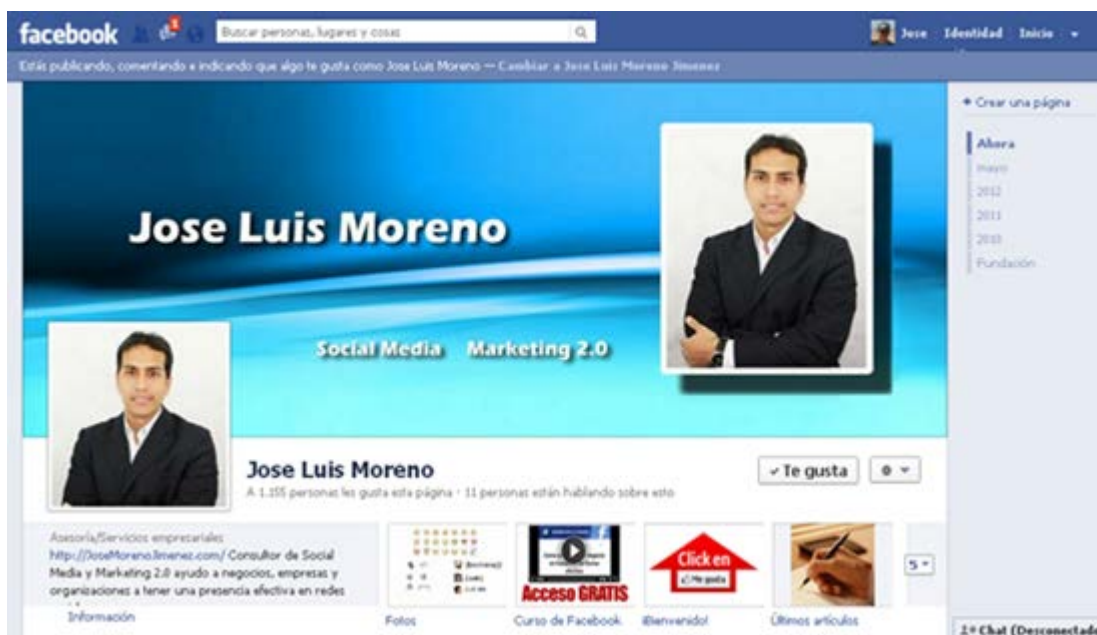 facebook
1
Buscar personas, lugares y cosas
Jose Identidad Inicio
Estás publicando, comentando e indicando que algo te gusta como Jose Luis Moreno — Cambiar a Jose Luis Moreno Jimenez
Crear una página
Ahora
mayo
2012
2011
2010
Fundación
Jose Luis Moreno
Social Media Marketing 2.0
Jose Luis Moreno
A 1.155 personas les gusta esta página · 11 personas están hablando sobre esto
Te gusta
Asesoría/Servicios empresariales
http://JoseMorenoJimenez.com/ Consultor de Social
Media y Marketing 2.0 ayudo a negocios, empresas y
organizaciones a tener una presencia efectiva en redes
Información
Fotos
Acceso GRATIS
Curso de Facebook
Click en
Me gusta
¡Bienvenido!
Últimos artículos
5
Chat (Desconectado